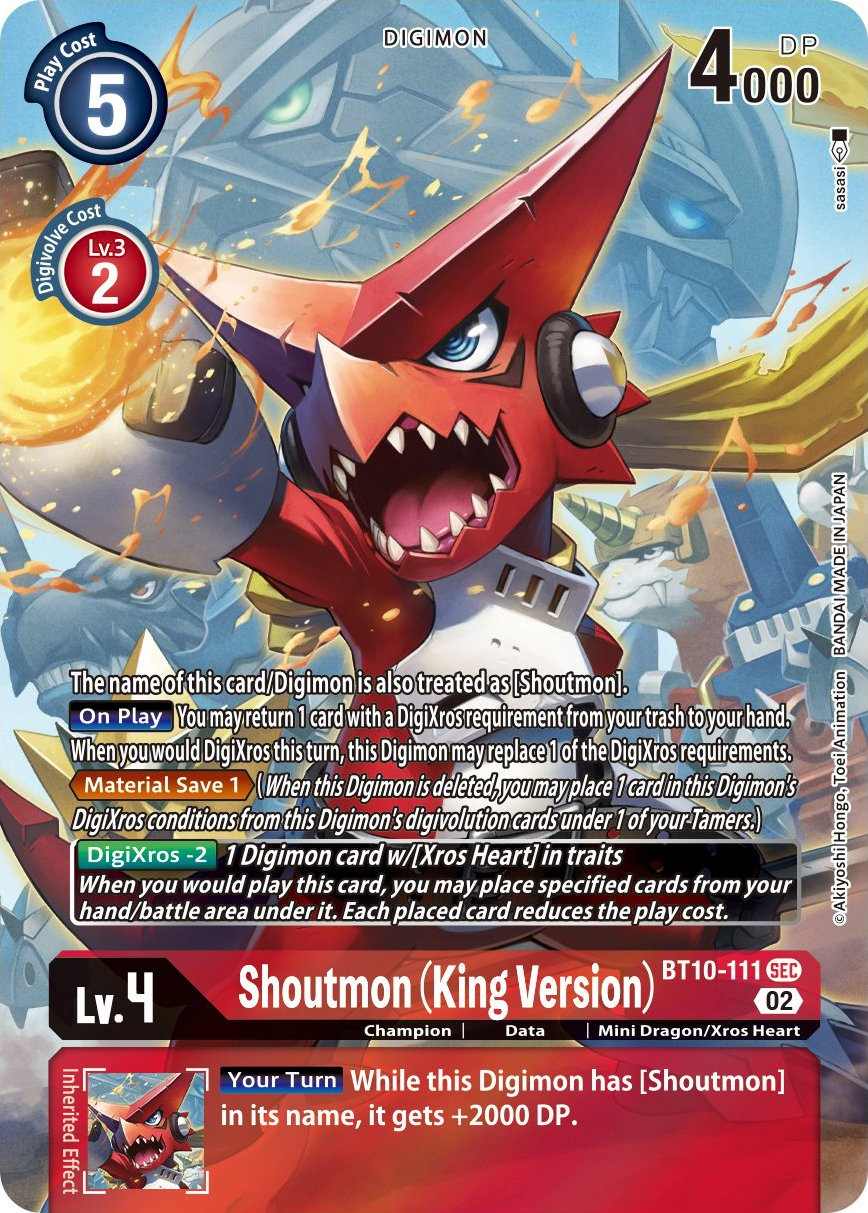 DIGIMON
Play Cost
5
DP
4000
sasasi
Digivolve Cost
Lv.3
2
The name of this card/Digimon is also treated as [Shoutmon].
On Play You may return 1 card with a DigiXros requirement from your trash to your hand.
When you would DigiXros this turn, this Digimon may replace 1 of the DigiXros requirements.
Material Save 1 (When this Digimon is deleted, you may place 1 card in this Digimon's
DigiXros conditions from this Digimon's digivolution cards under 1 of your Tamers.)
DigiXros -2 1 Digimon card w/[Xros Heart] in traits
When you would play this card, you may place specified cards from your
hand/battle area under it. Each placed card reduces the play cost.
©Akiyoshi Hongo, Toei Animation BANDAI MADE IN JAPAN
Lv.4
Shoutmon (King Version)
BT10-111 SEC
02
Champion | Data | Mini Dragon/Xros Heart
Inherited Effect
Your Turn While this Digimon has [Shoutmon]
in its name, it gets +2000 DP.